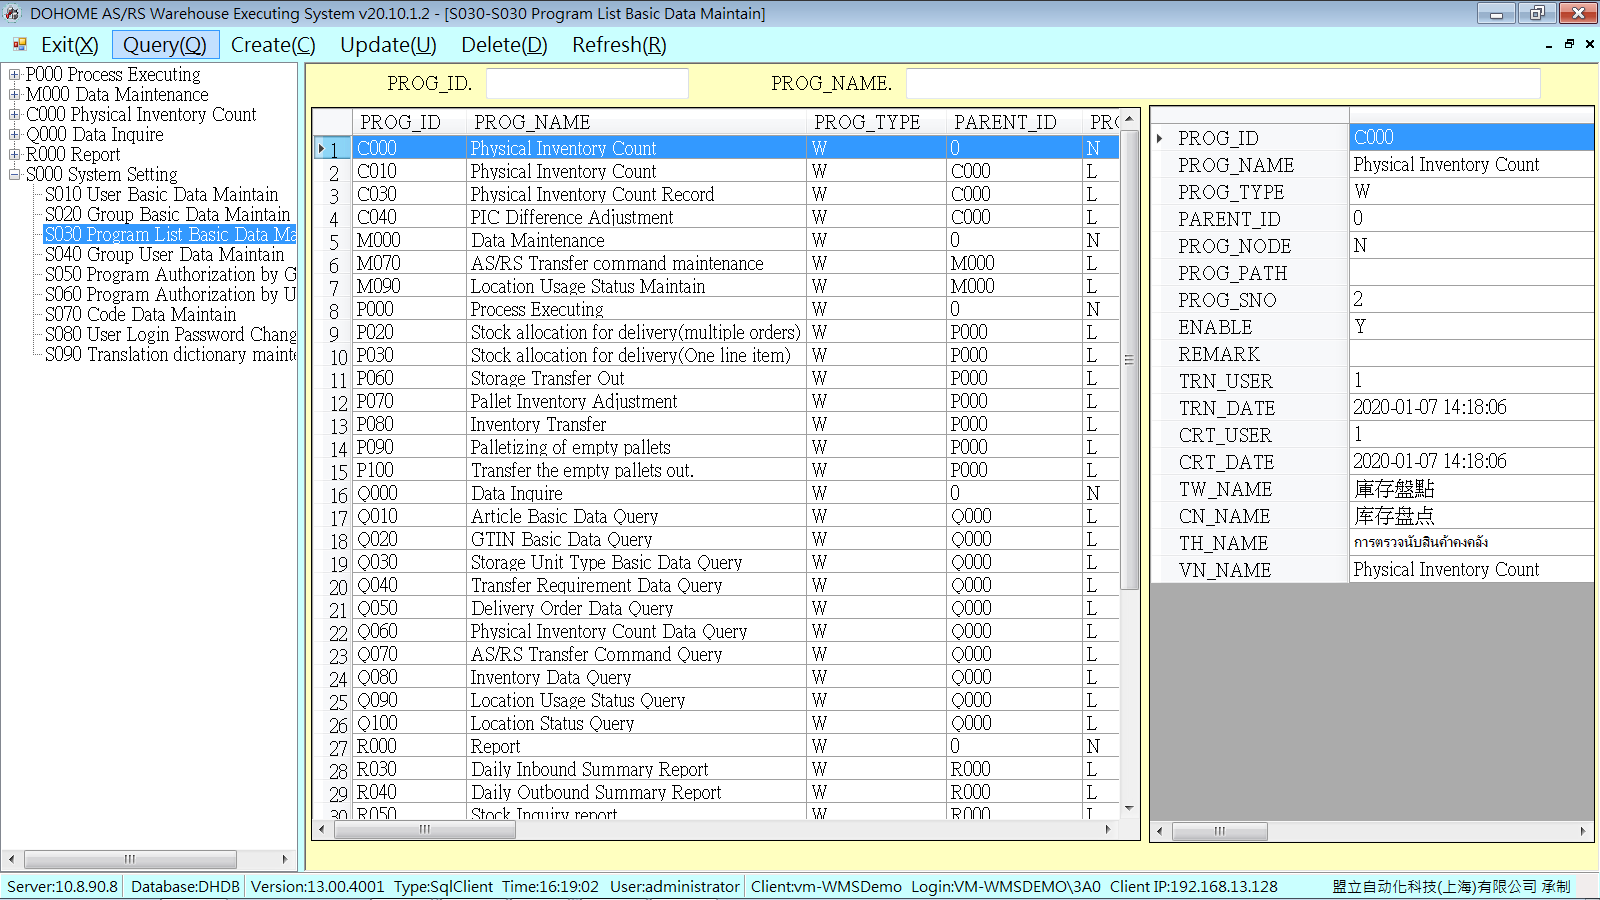 DOHOME AS/RS Warehouse Executing System v20.10.1.2 - [S030-S030 Program List Basic Data Maintain]
Exit(X) Query(Q) Create(C) Update(U) Delete(D) Refresh(R)
P000 Process Executing
M000 Data Maintenance
C000 Physical Inventory Count
Q000 Data Inquire
R000 Report
S000 System Setting
S010 User Basic Data Maintain
S020 Group Basic Data Maintain
S030 Program List Basic Data Ma
S040 Group User Data Maintain
S050 Program Authorization by G
S060 Program Authorization by U
S070 Code Data Maintain
S080 User Login Password Chang
S090 Translation dictionary mainte
PROG_ID. PROG_NAME.
PROG_ID PROG_NAME PROG_TYPE PARENT_ID PRO
1 C000 Physical Inventory Count W 0 N
2 C010 Physical Inventory Count W C000 L
3 C030 Physical Inventory Count Record W C000 L
4 C040 PIC Difference Adjustment W C000 L
5 M000 Data Maintenance W 0 N
6 M070 AS/RS Transfer command maintenance W M000 L
7 M090 Location Usage Status Maintain W M000 L
8 P000 Process Executing W 0 N
9 P020 Stock allocation for delivery(multiple orders) W P000 L
10 P030 Stock allocation for delivery(One line item) W P000 L
11 P060 Storage Transfer Out W P000 L
12 P070 Pallet Inventory Adjustment W P000 L
13 P080 Inventory Transfer W P000 L
14 P090 Palletizing of empty pallets W P000 L
15 P100 Transfer the empty pallets out. W P000 L
16 Q000 Data Inquire W 0 N
17 Q010 Article Basic Data Query W Q000 L
18 Q020 GTIN Basic Data Query W Q000 L
19 Q030 Storage Unit Type Basic Data Query W Q000 L
20 Q040 Transfer Requirement Data Query W Q000 L
21 Q050 Delivery Order Data Query W Q000 L
22 Q060 Physical Inventory Count Data Query W Q000 L
23 Q070 AS/RS Transfer Command Query W Q000 L
24 Q080 Inventory Data Query W Q000 L
25 Q090 Location Usage Status Query W Q000 L
26 Q100 Location Status Query W Q000 L
27 R000 Report W 0 N
28 R030 Daily Inbound Summary Report W R000 L
29 R040 Daily Outbound Summary Report W R000 L
30 R050 Stock Inquiry report W R000 L
PROG_ID C000
PROG_NAME Physical Inventory Count
PROG_TYPE W
PARENT_ID 0
PROG_NODE N
PROG_PATH
PROG_SNO 2
ENABLE Y
REMARK
TRN_USER 1
TRN_DATE 2020-01-07 14:18:06
CRT_USER 1
CRT_DATE 2020-01-07 14:18:06
TW_NAME 庫存盤點
CN_NAME 库存盘点
TH_NAME การตรวจนับสินค้าคงคลัง
VN_NAME Physical Inventory Count
Server:10.8.90.8 Database:DHDB Version:13.00.4001 Type:SqlClient Time:16:19:02 User:administrator Client:vm-WMSDemo Login:VM-WMSDEMO\3A0 Client IP:192.168.13.128 盟立自动化科技(上海)有限公司 承制